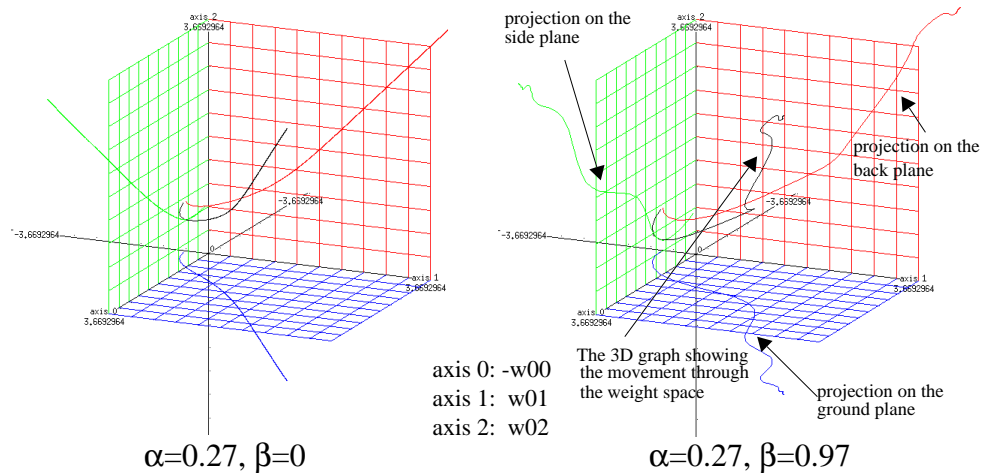 axis 2
3.6692964
-3.6692964
-3.6692964
0
axis 1
3.6692964
axis 0
3.6692964
α=0.27, β=0
axis 0: -w00
axis 1: w01
axis 2: w02
projection on the
side plane
axis 2
3.6692964
projection on the
back plane
-3.6692964
-3.6692964
0
axis 1
3.6692964
axis 0
3.6692964
The 3D graph showing
the movement through
the weight space
projection on the
ground plane
α=0.27, β=0.97